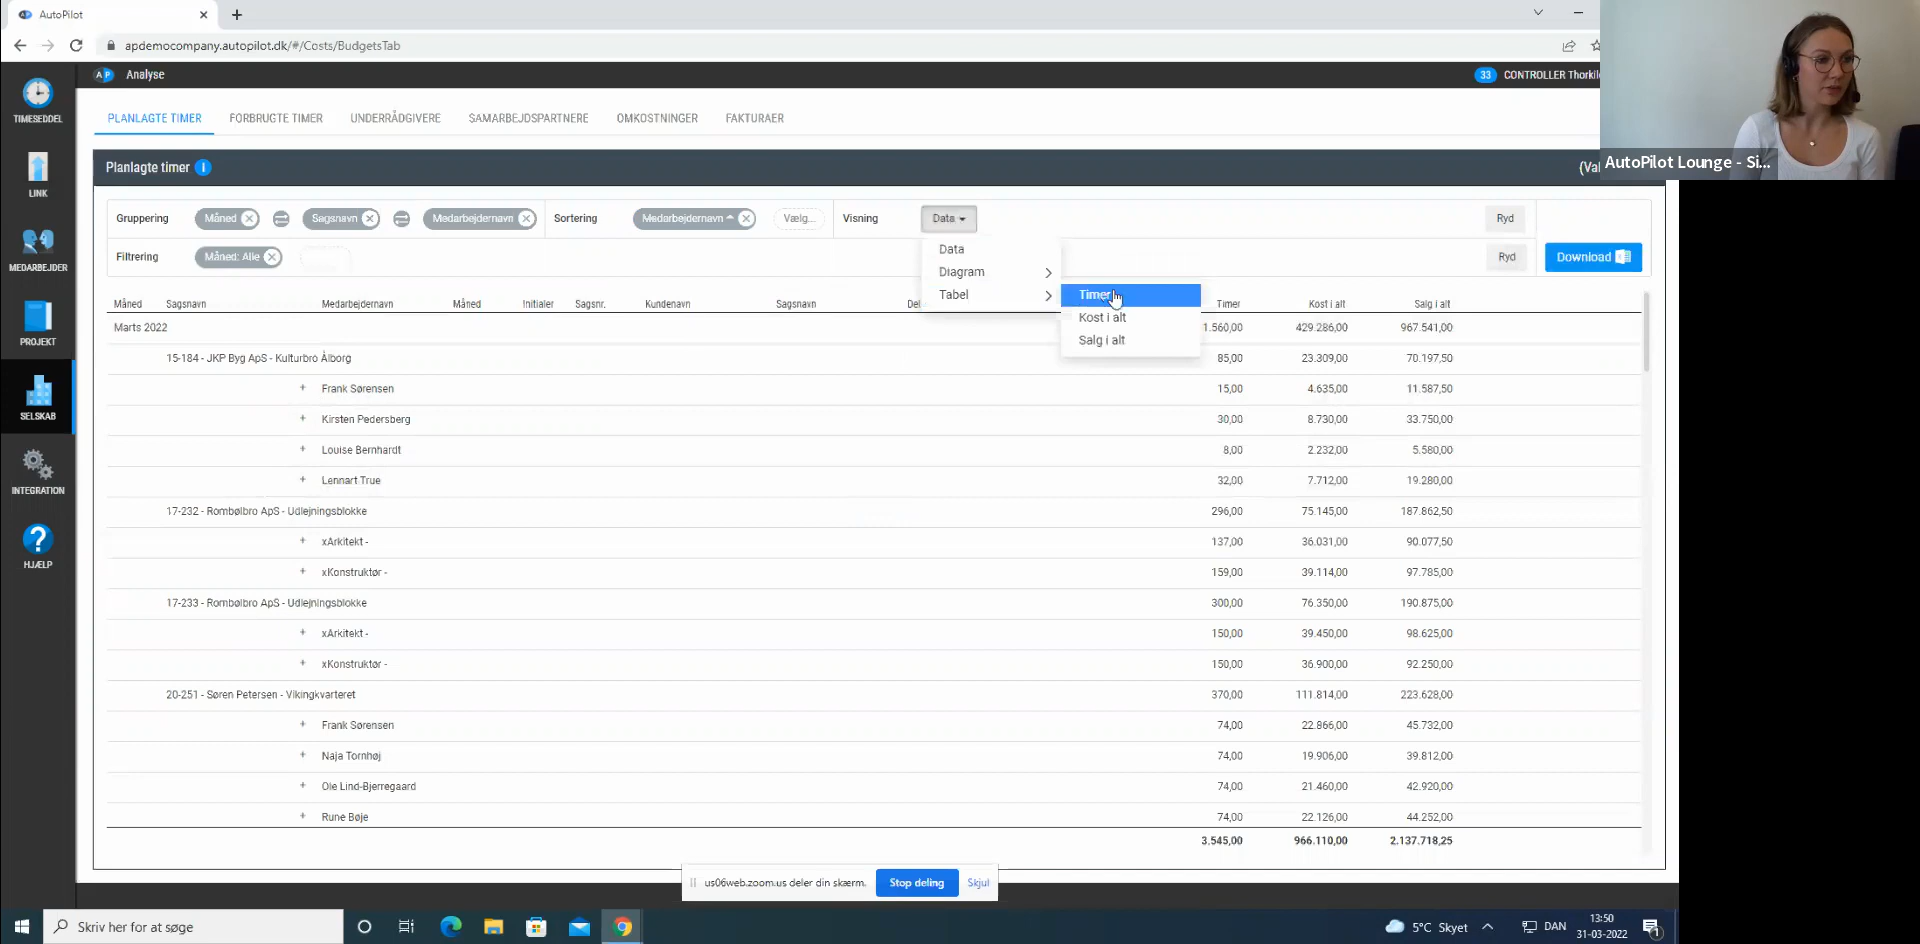 AutoPilot
apdemocompany.autopilot.dk/#/Costs/BudgetsTab
AP Analyse
33 CONTROLLER Thorkil
TIMESEDDEL
LINK
MEDARBEJDER
PROJEKT
SELSKAB
INTEGRATION
HJÆLP
PLANLAGTE TIMER FORBRUGTE TIMER UNDERRÅDGIVERE SAMARBEJDSPARTNERE OMKOSTNINGER FAKTURAER
Planlagte timer
AutoPilot Lounge - Si...
Gruppering Måned Sagsnavn Medarbejdernavn Sortering Medarbejdernavn Vælg... Visning Data Ryd
Filtrering Måned: Alle Ryd Download
Data
Diagram
Tabel
Timer
Kost i alt
Salg i alt
Måned Sagsnavn Medarbejdernavn Måned Initialer Sagsnr. Kundenavn Sagsnavn Timer Kost i alt Salg i alt
Marts 2022 1.560,00 429.286,00 967.541,00
15-184 - JKP Byg ApS - Kulturbro Ålborg 85,00 23.309,00 70.197,50
+ Frank Sørensen 15,00 4.635,00 11.587,50
+ Kirsten Pedersberg 30,00 8.730,00 33.750,00
+ Louise Bernhardt 8,00 2.232,00 5.580,00
+ Lennart True 32,00 7.712,00 19.280,00
17-232 - Rombølbro ApS - Udlejningsblokke 296,00 75.145,00 187.862,50
+ xArkitekt - 137,00 36.031,00 90.077,50
+ xKonstruktør - 159,00 39.114,00 97.785,00
17-233 - Rombølbro ApS - Udlejningsblokke 300,00 76.350,00 190.875,00
+ xArkitekt - 150,00 39.450,00 98.625,00
+ xKonstruktør - 150,00 36.900,00 92.250,00
20-251 - Søren Petersen - Vikingkvarteret 370,00 111.814,00 223.628,00
+ Frank Sørensen 74,00 22.866,00 45.732,00
+ Naja Tornhøj 74,00 19.906,00 39.812,00
+ Ole Lind-Bjerregaard 74,00 21.460,00 42.920,00
+ Rune Bøje 74,00 22.126,00 44.252,00
3.545,00 966.110,00 2.137.718,25
us06web.zoom.us deler din skærm. Stop deling Skjul
Skriv her for at søge
5°C Skyet DAN 13:50
31-03-2022